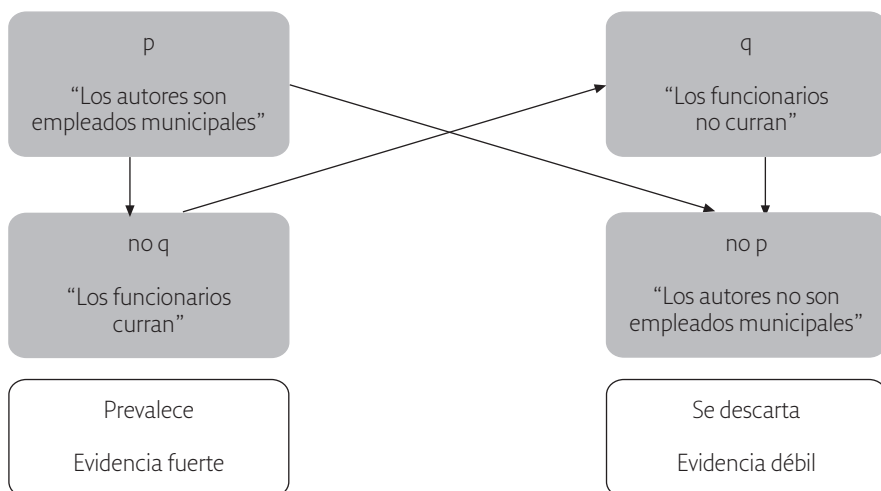 p
“Los autores son
empleados municipales”
q
“Los funcionarios
no curran”
no q
“Los funcionarios
curran”
no p
“Los autores no son
empleados municipales”
Prevalece
Evidencia fuerte
Se descarta
Evidencia débil